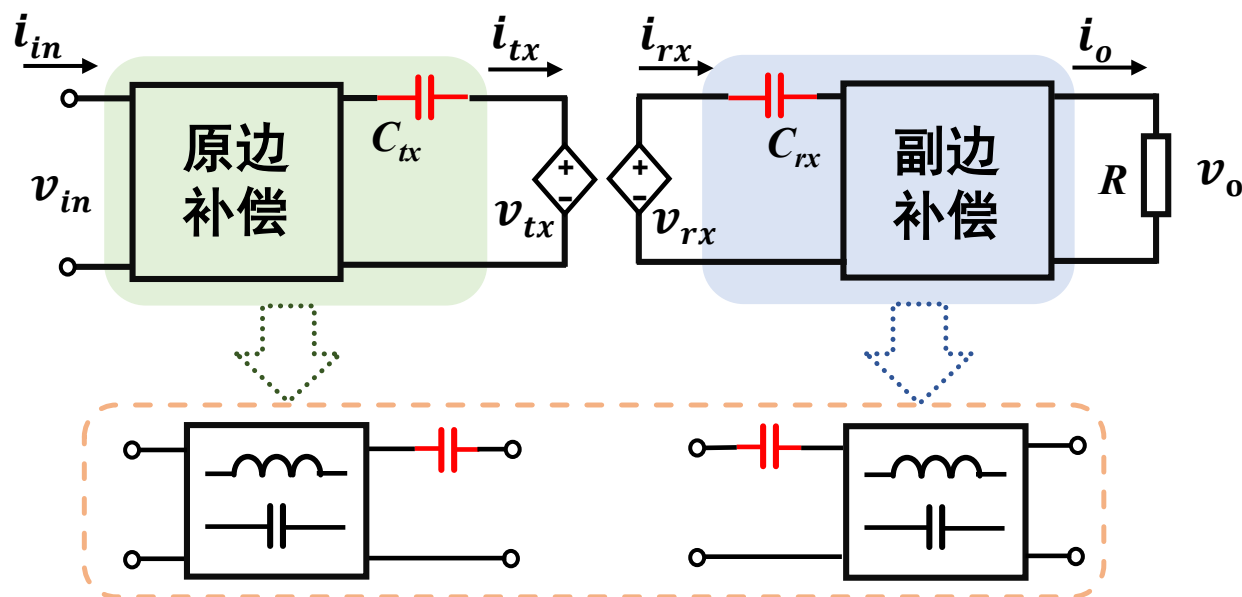 i_in
i_tx
i_rx
i_o
原边
补偿
C_tx
C_rx
副边
补偿
v_in
v_tx
v_rx
R
v_o
+
-
+
-